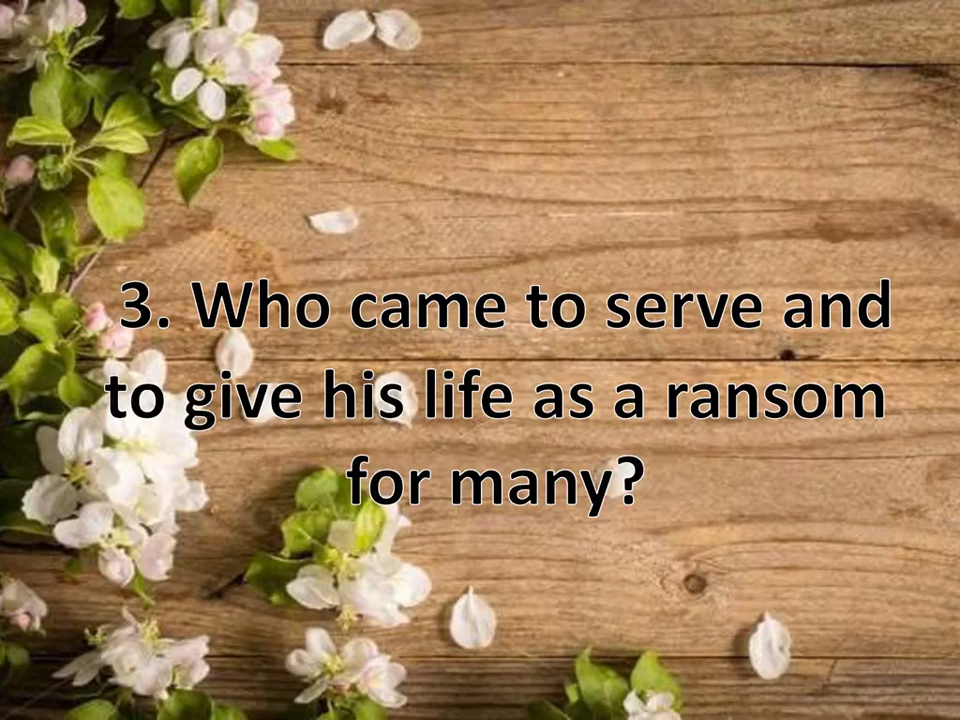 3. Who came to serve and
to give his life as a ransom
for many?